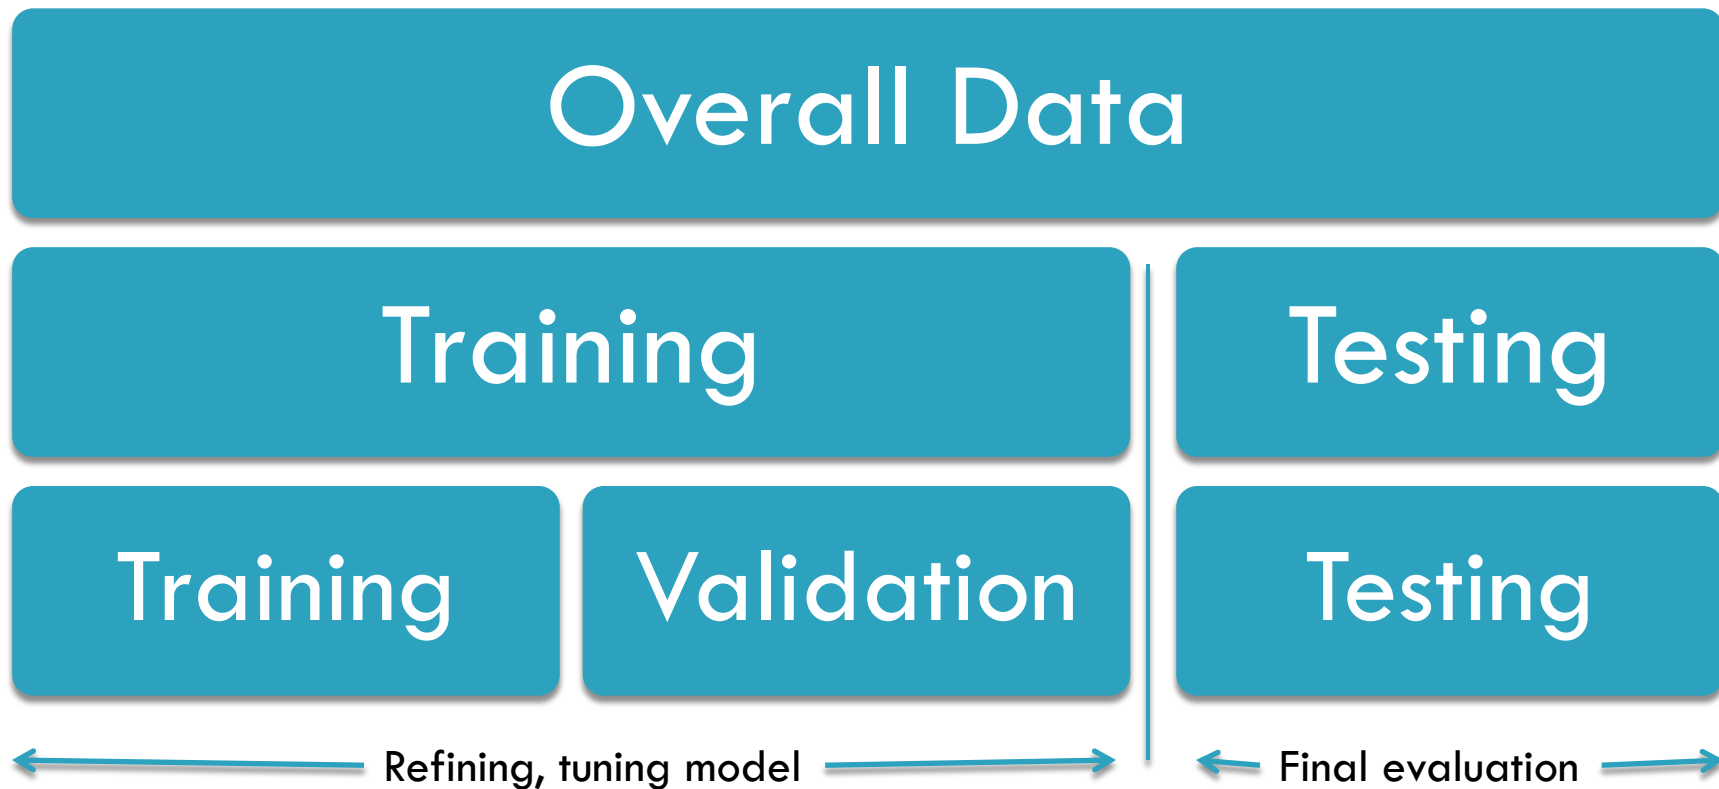 Overall Data
Training
Testing
Training
Validation
Testing
Refining, tuning model
Final evaluation